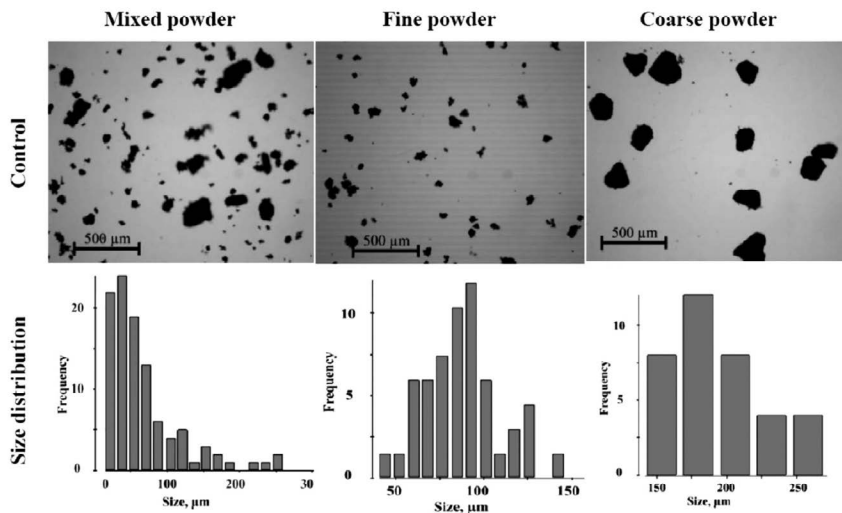 Mixed powder Fine powder Coarse powder
Control
500 µm 500 µm 500 µm
Size distribution
Frequency
20
10
0
0 100 200 30
Size, µm
Frequency
10
5
0
50 100 150
Size, µm
Frequency
10
5
0
150 200 250
Size, µm